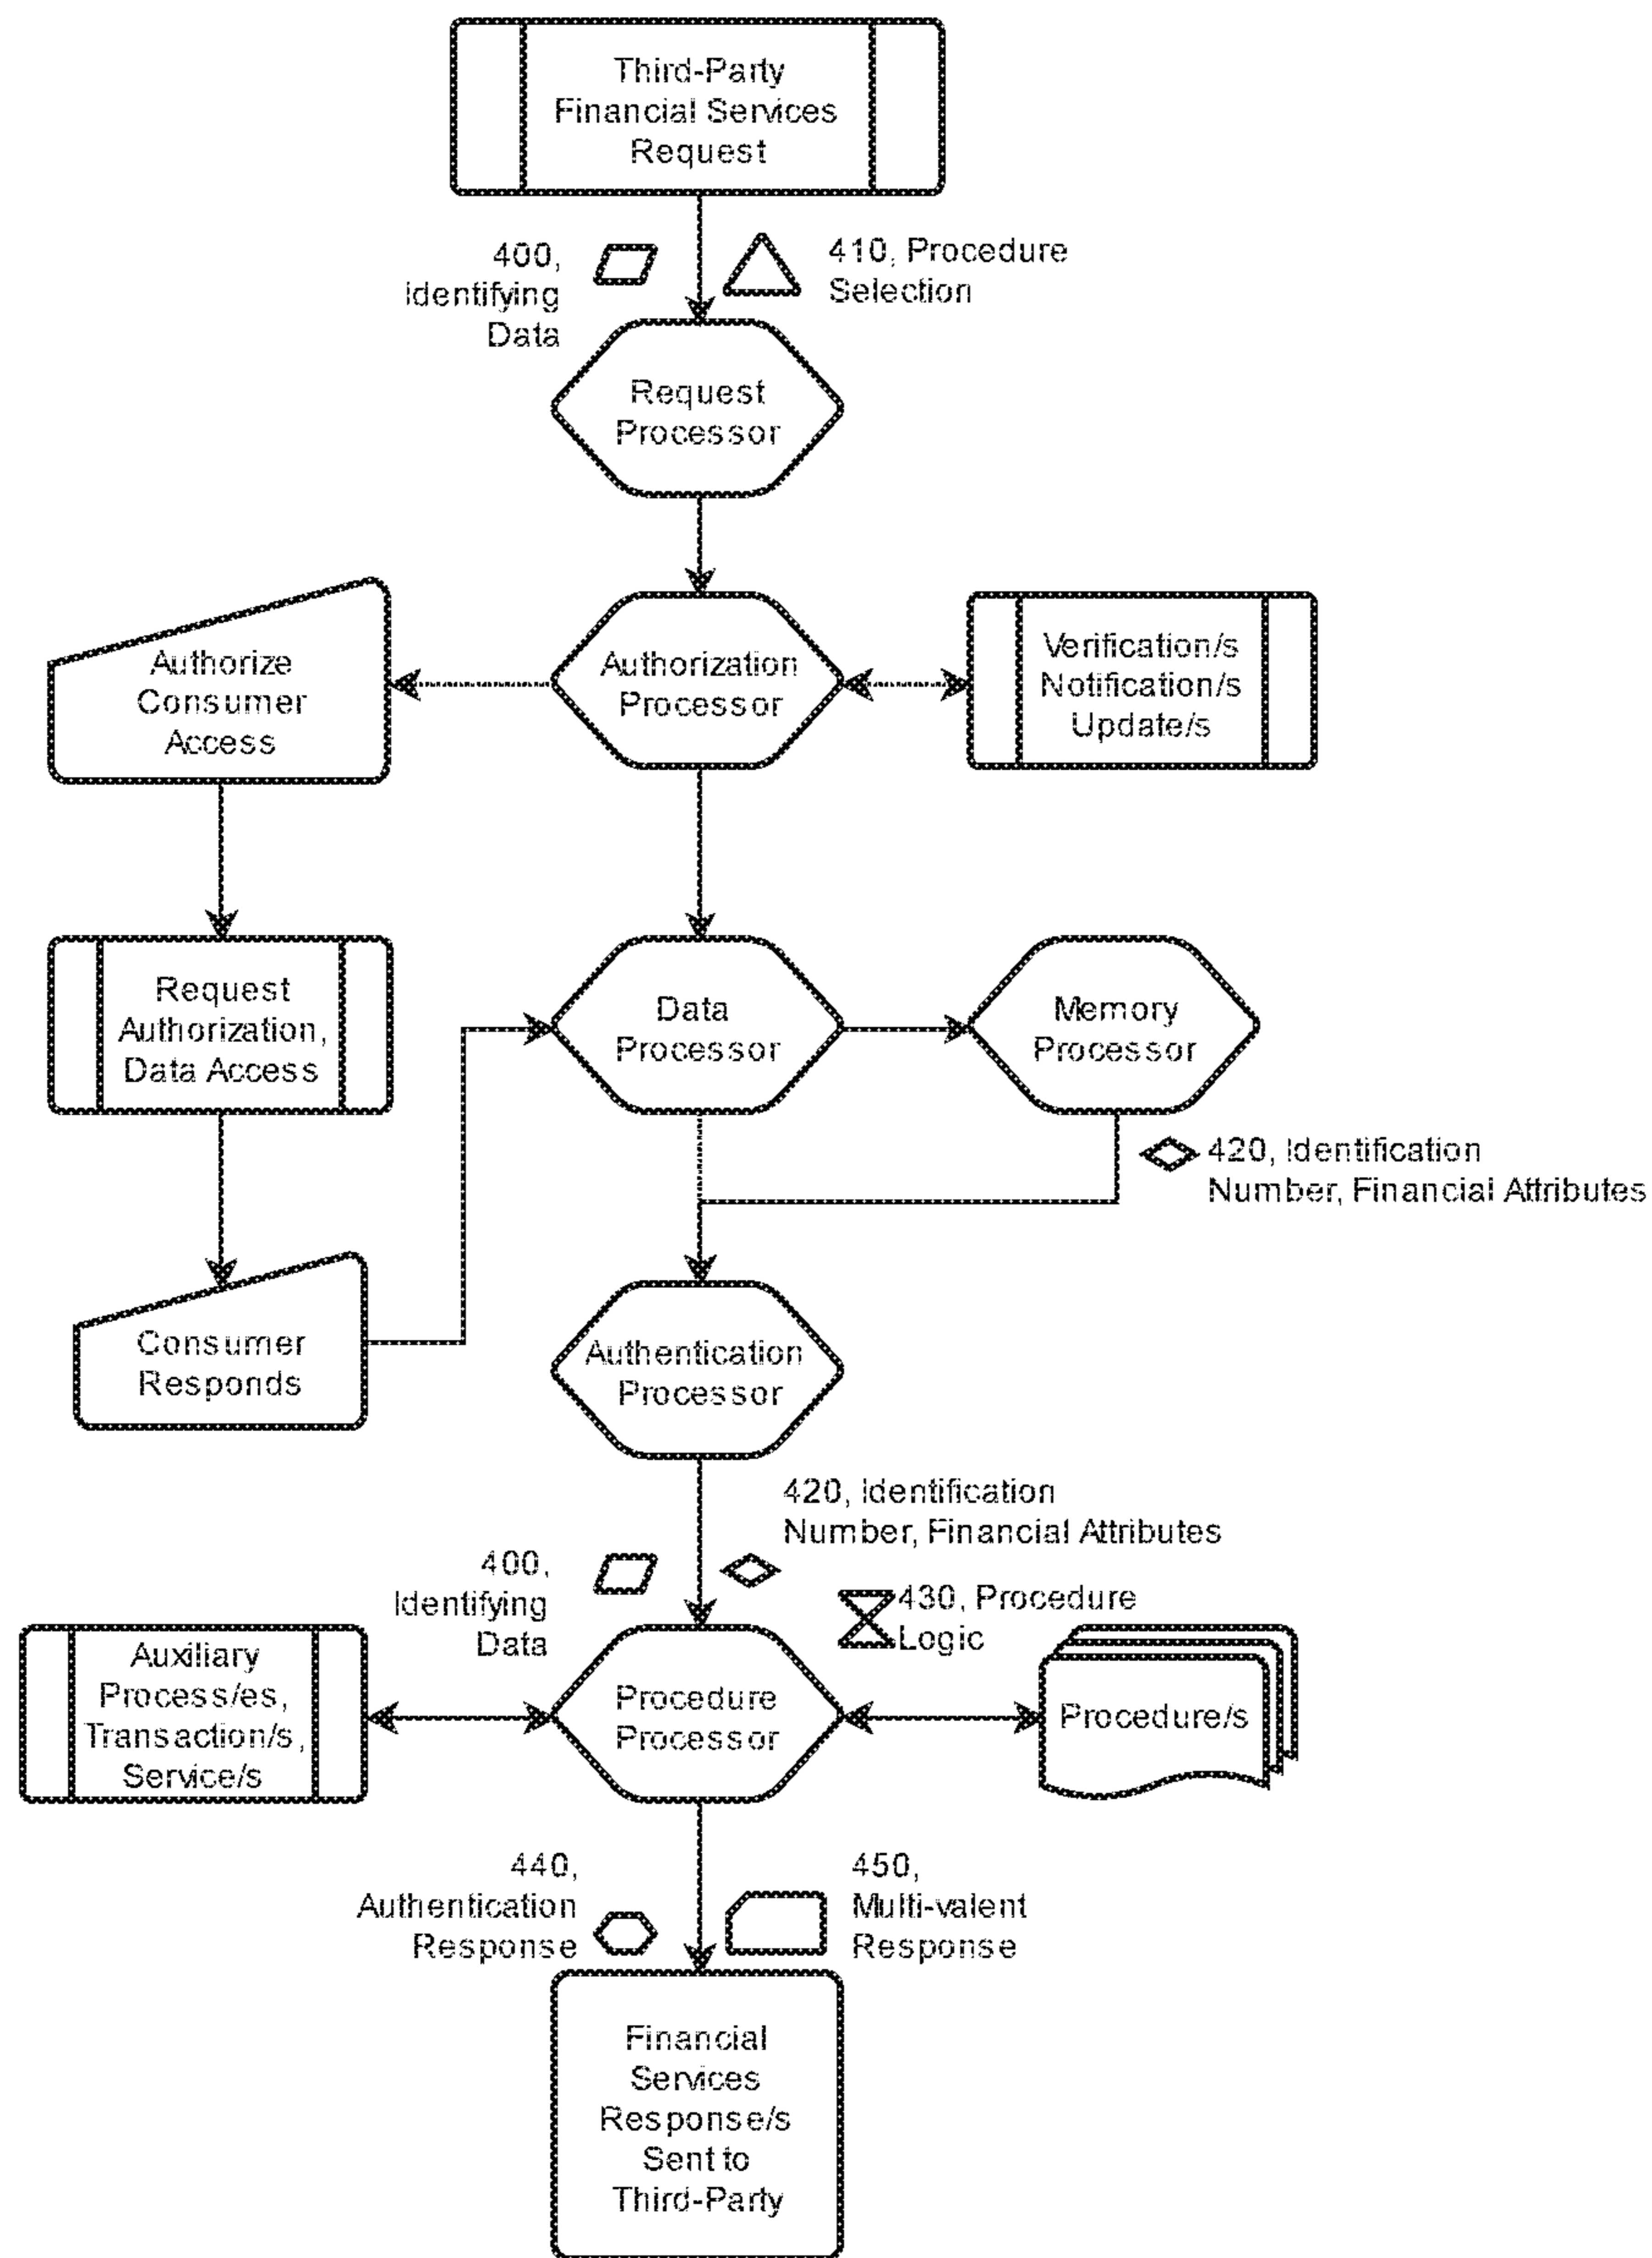 Third-Party
Financial Services
Request
400,
Identifying
Data
410, Procedure
Selection
Request
Processor
Authorize
Consumer
Access
Authorization
Processor
Verification/s
Notification/s
Update/s
Request
Authorization,
Data Access
Data
Processor
Memory
Processor
420, Identification
Number, Financial Attributes
Consumer
Responds
Authentication
Processor
420, Identification
Number, Financial Attributes
400,
Identifying
Data
430, Procedure
Logic
Auxiliary
Process/es,
Transaction/s,
Service/s
Procedure
Processor
Procedure/s
440,
Authentication
Response
450,
Multi-valent
Response
Financial
Services
Response/s
Sent to
Third-Party